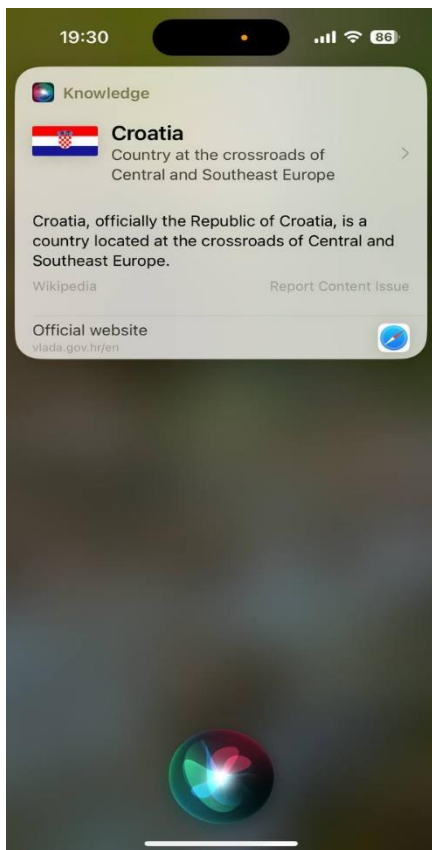 19:30
86
Knowledge
Croatia
Country at the crossroads of
Central and Southeast Europe
Croatia, officially the Republic of Croatia, is a
country located at the crossroads of Central and
Southeast Europe.
Wikipedia Report Content Issue
Official website
vlada.gov.hr/en